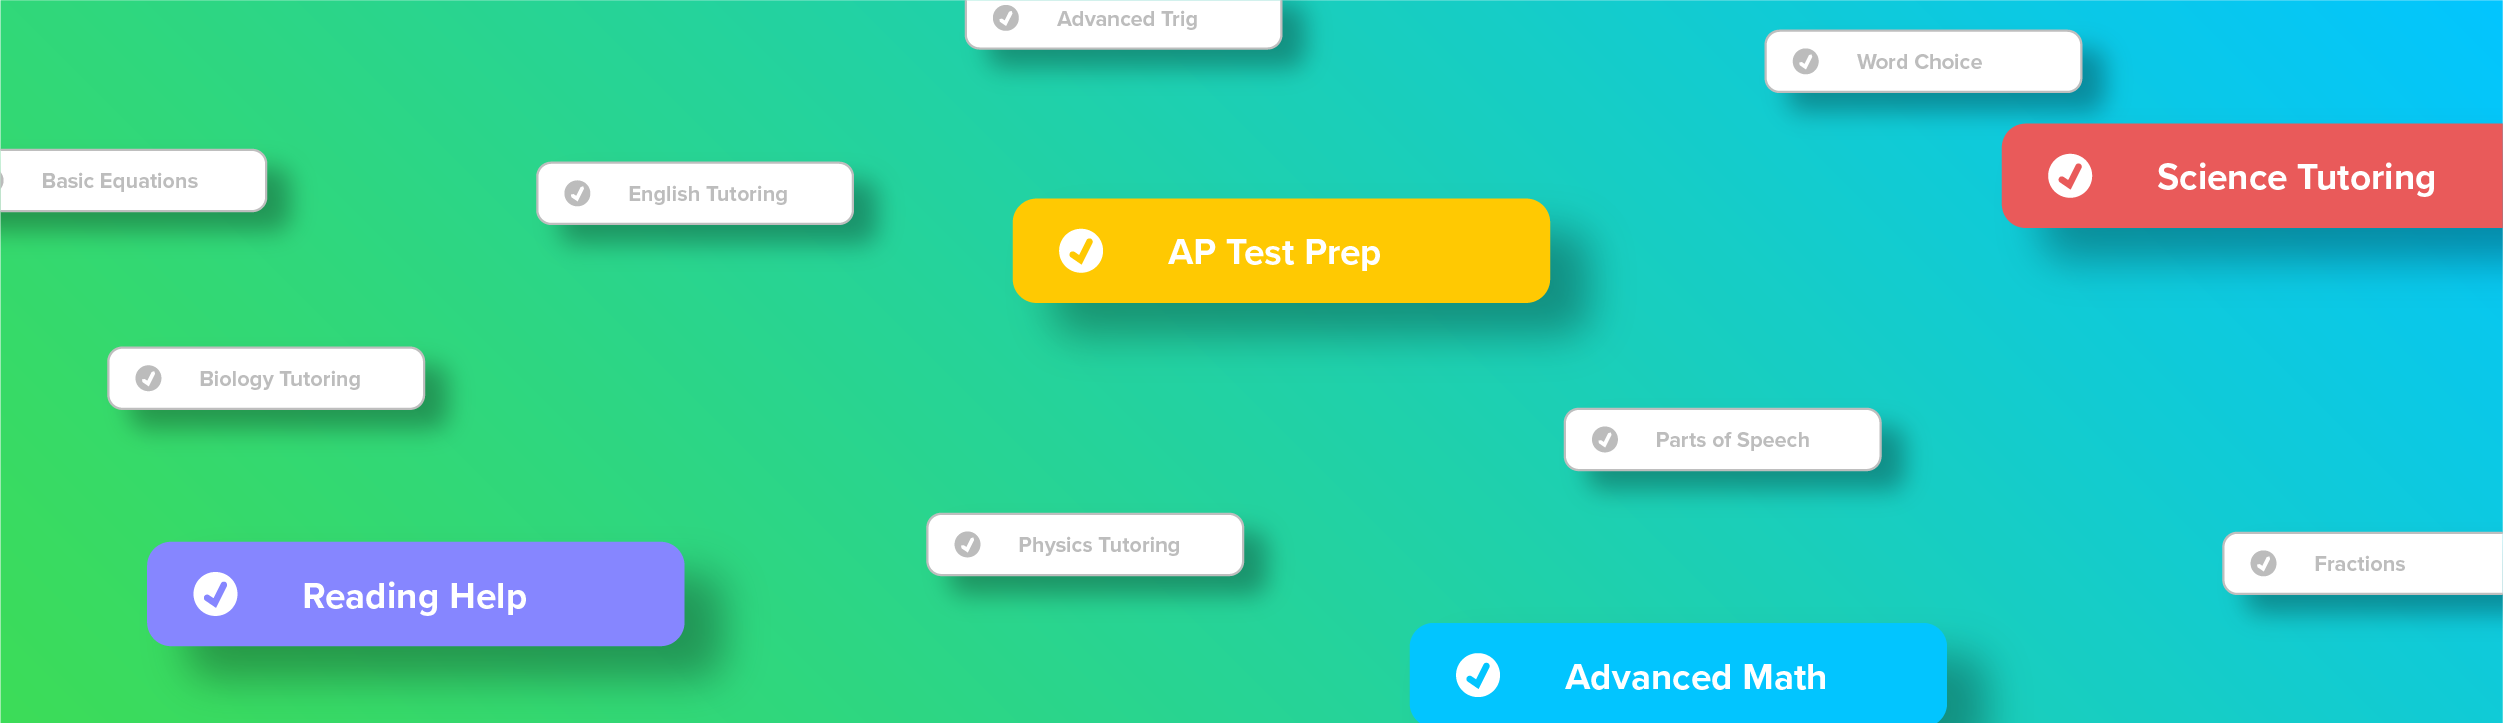 Advanced Trig
Word Choice
Science Tutoring
Basic Equations
English Tutoring
AP Test Prep
Biology Tutoring
Parts of Speech
Physics Tutoring
Fractions
Reading Help
Advanced Math